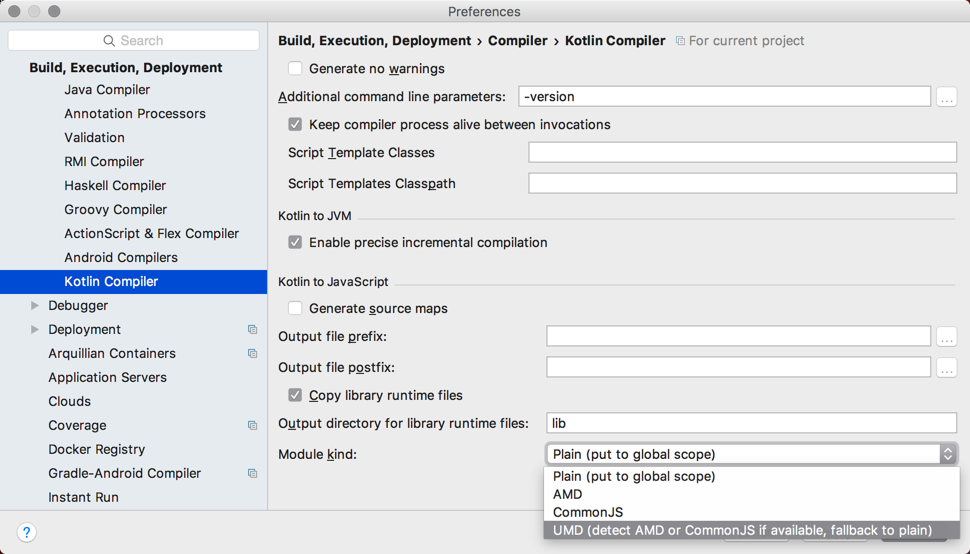 Preferences
Search
Build, Execution, Deployment
Java Compiler
Annotation Processors
Validation
RMI Compiler
Haskell Compiler
Groovy Compiler
ActionScript & Flex Compiler
Android Compilers
Kotlin Compiler
Debugger
Deployment
Arquillian Containers
Application Servers
Clouds
Coverage
Docker Registry
Gradle-Android Compiler
Instant Run
?
Build, Execution, Deployment › Compiler › Kotlin Compiler For current project
Generate no warnings
Additional command line parameters: -version ...
Keep compiler process alive between invocations
Script Template Classes
Script Templates Classpath
Kotlin to JVM
Enable precise incremental compilation
Kotlin to JavaScript
Generate source maps
Output file prefix: ...
Output file postfix: ...
Copy library runtime files
Output directory for library runtime files: lib
Module kind: Plain (put to global scope)
Plain (put to global scope)
AMD
CommonJS
UMD (detect AMD or CommonJS if available, fallback to plain)